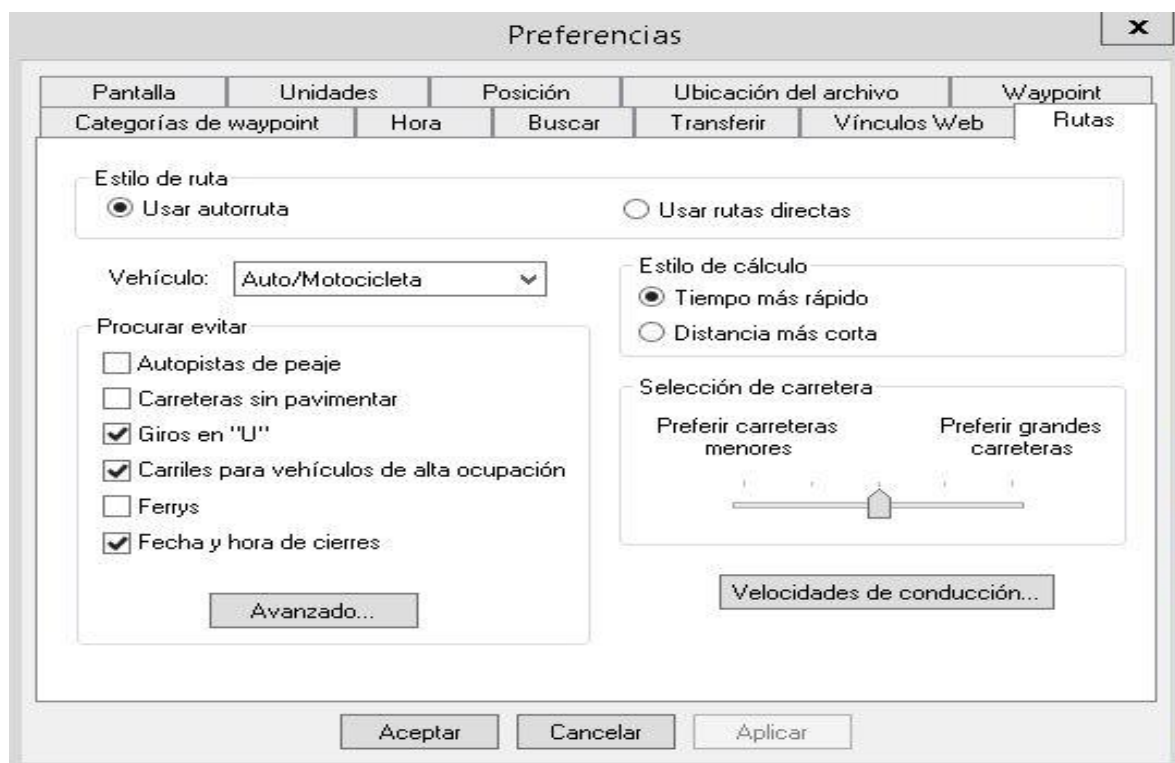 Preferencias
x
Pantalla Unidades Posición Ubicación del archivo Waypoint
Categorías de waypoint Hora Buscar Transferir Vínculos Web Rutas
Estilo de ruta
Usar autorruta Usar rutas directas
Vehículo: Auto/Motocicleta
Estilo de cálculo
Tiempo más rápido
Distancia más corta
Procurar evitar
Autopistas de peaje
Carreteras sin pavimentar
Giros en "U"
Carriles para vehículos de alta ocupación
Ferrys
Fecha y hora de cierres
Avanzado...
Selección de carretera
Preferir carreteras
menores
Preferir grandes
carreteras
Velocidades de conducción...
Aceptar Cancelar Aplicar